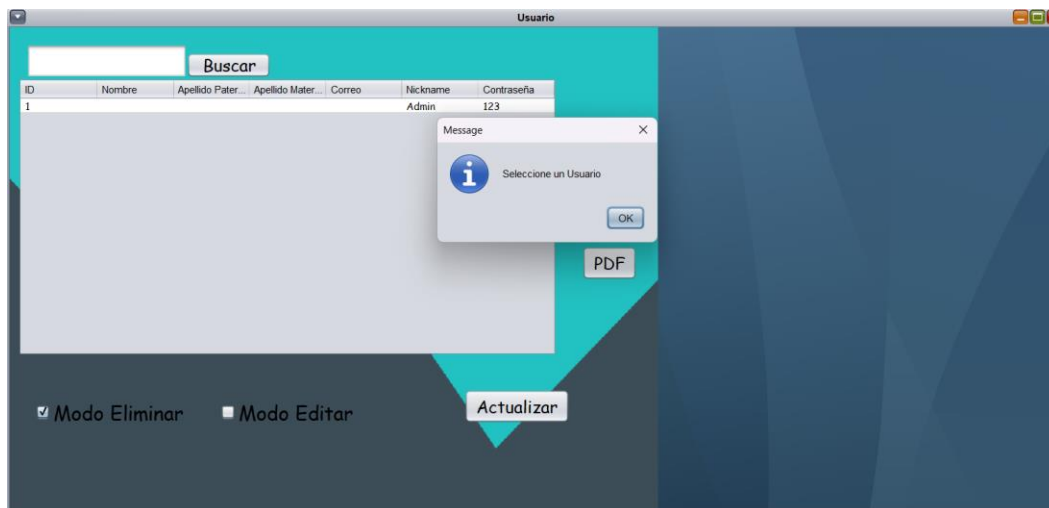 Usuario
Buscar
ID Nombre Apellido Pater... Apellido Mater... Correo Nickname Contraseña
1 Admin 123
Message
Seleccione un Usuario
OK
PDF
Modo Eliminar Modo Editar Actualizar